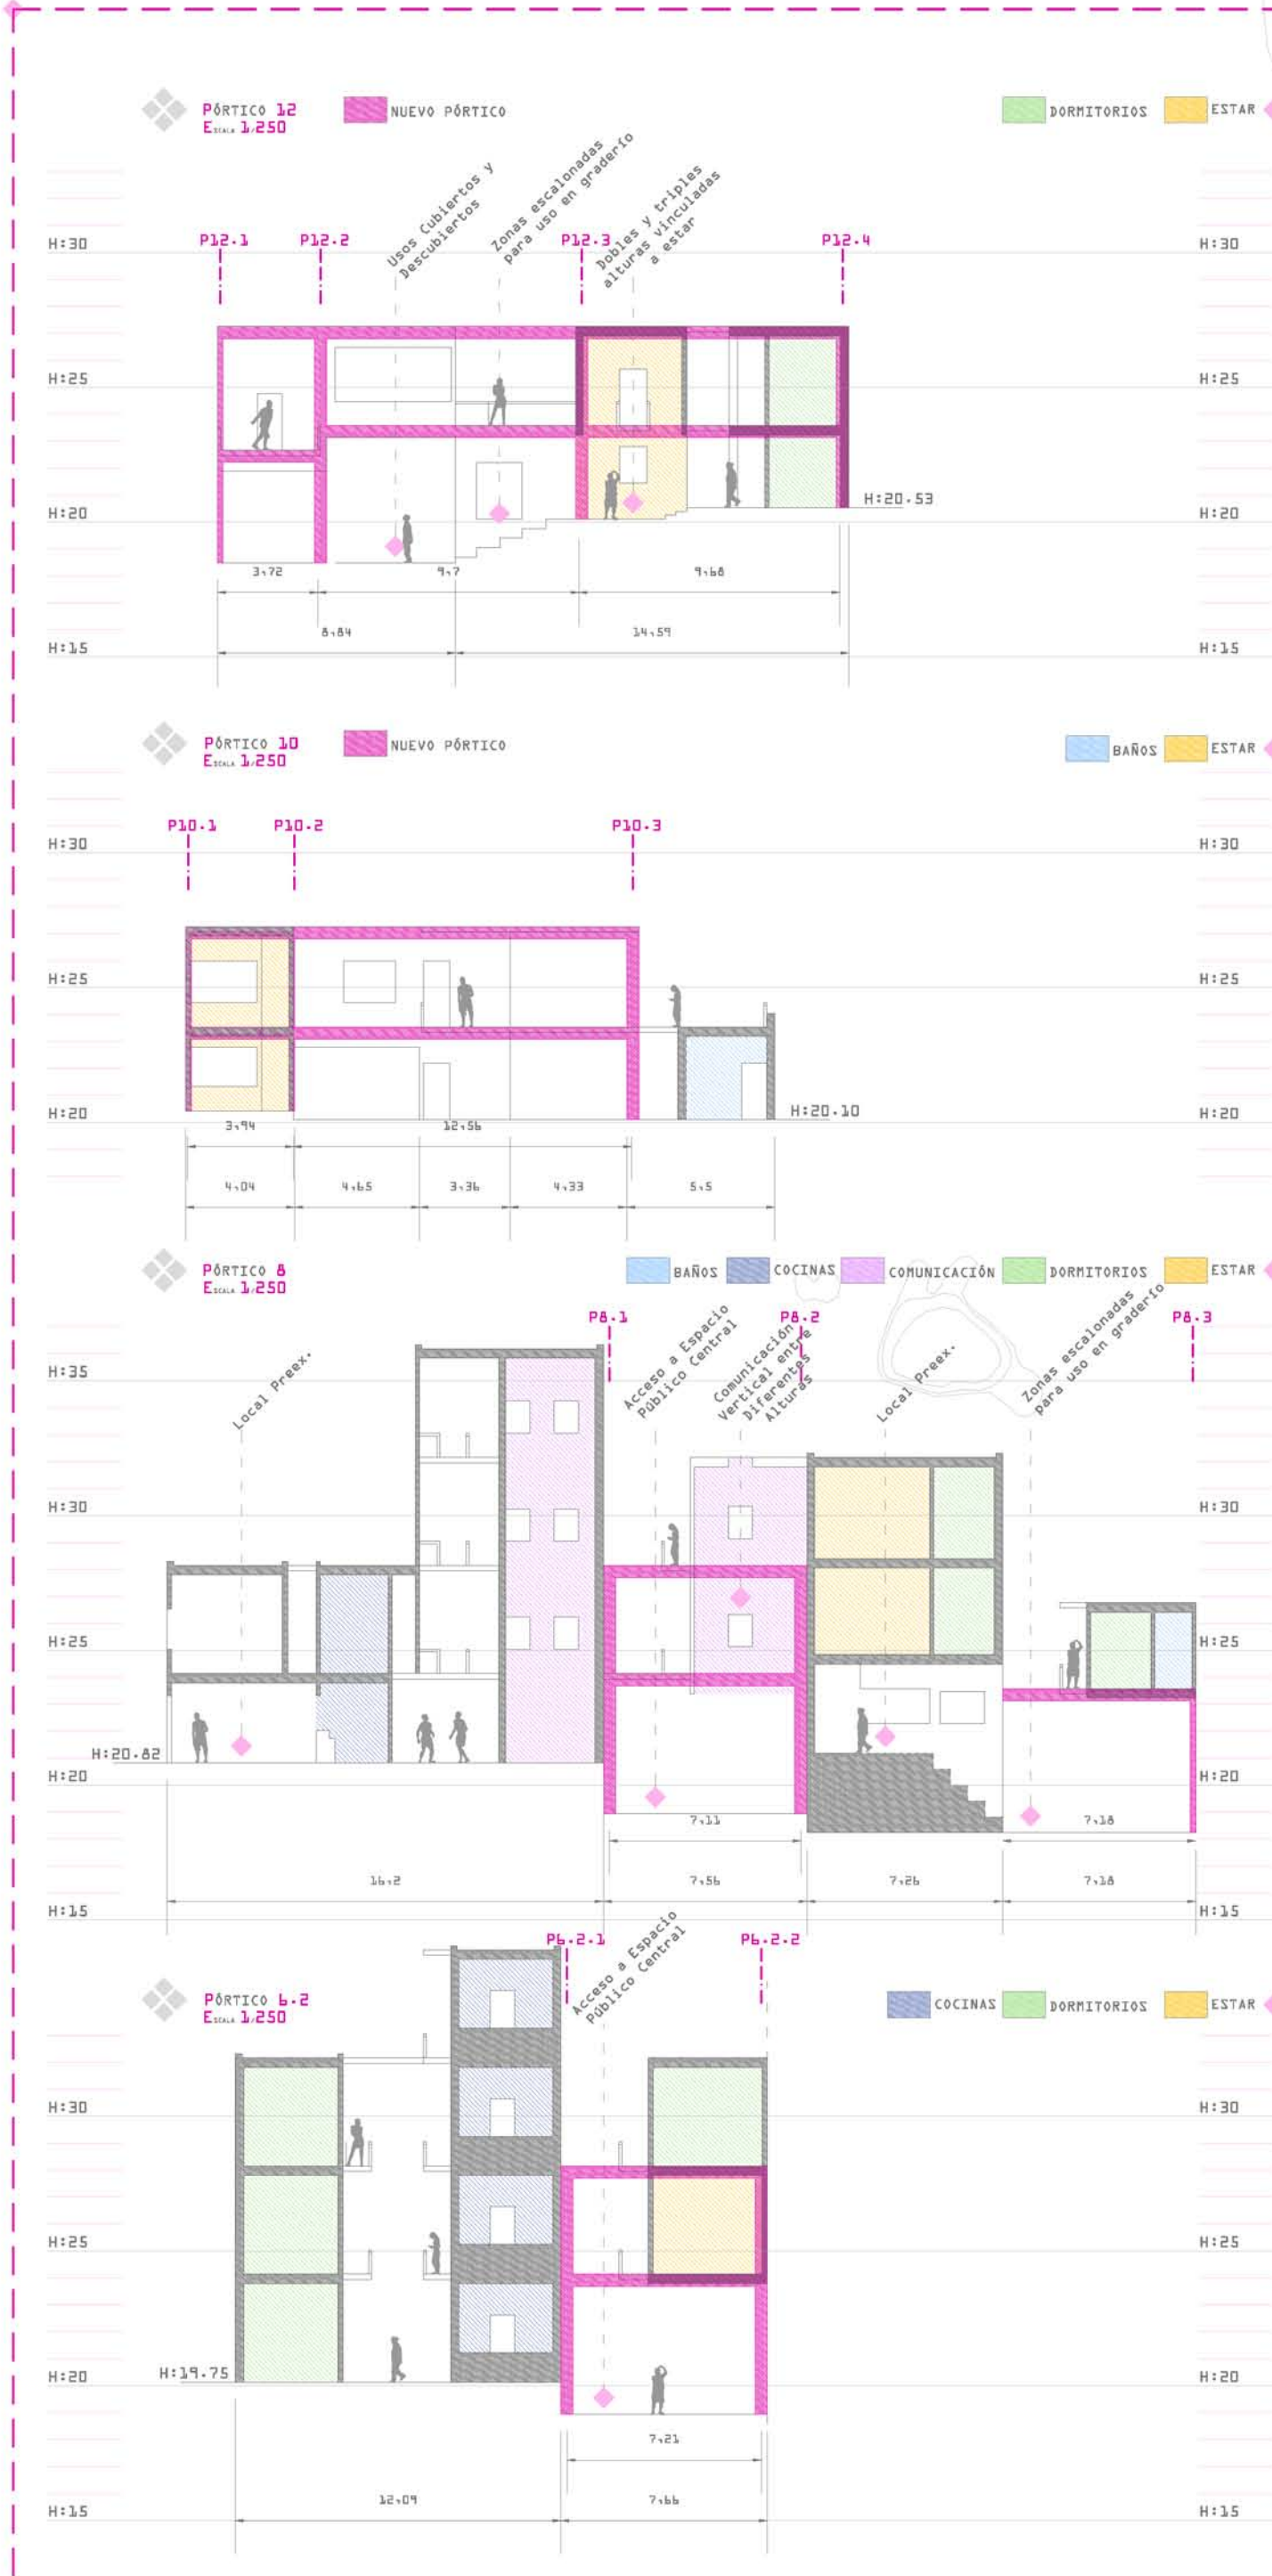 PÓRTICO 12
ESCALA 1/250
NUEVO PÓRTICO
DORMITORIOS
ESTAR
Usos Cubiertos y
Descubiertos
Zonas escalonadas
para uso en graderío
Dobles y triples
alturas vinculadas
a estar
P12.1
P12.2
P12.3
P12.4
H:30
H:30
H:25
H:25
H:20.53
H:20
H:20
3,72
9,7
9,68
8,84
14,59
H:15
H:15
PÓRTICO 10
ESCALA 1/250
NUEVO PÓRTICO
BAÑOS
ESTAR
P10.1
P10.2
P10.3
H:30
H:30
H:25
H:25
H:20.10
H:20
H:20
3,94
12,56
4,04
4,65
3,36
4,33
5,5
PÓRTICO 8
ESCALA 1/250
BAÑOS
COCINAS
COMUNICACIÓN
DORMITORIOS
ESTAR
P8.1
P8.2
P8.3
Local Preex.
Acceso a Espacio
Público Central
Comunicación
Vertical entre
Diferentes
Alturas
Local Preex.
Zonas escalonadas
para uso en graderío
H:35
H:35
H:30
H:30
H:25
H:25
H:20.82
H:20
H:20
7,11
7,18
16,2
7,56
7,26
7,18
H:15
H:15
P6.2.1
P6.2.2
Acceso a Espacio
Público Central
PÓRTICO 6.2
ESCALA 1/250
COCINAS
DORMITORIOS
ESTAR
H:30
H:30
H:25
H:25
H:19.75
H:20
H:20
7,21
12,09
7,66
H:15
H:15